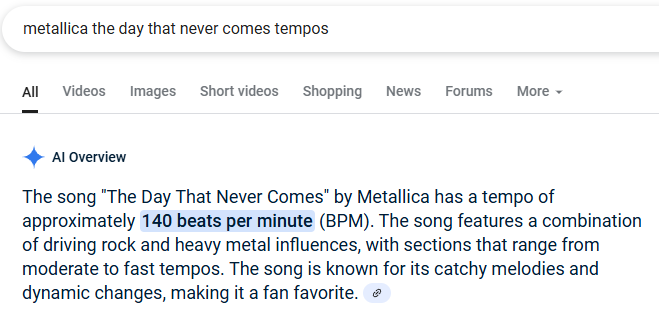 metallica the day that never comes tempos
All Videos Images Short videos Shopping News Forums More
AI Overview
The song "The Day That Never Comes" by Metallica has a tempo of
approximately 140 beats per minute (BPM). The song features a combination
of driving rock and heavy metal influences, with sections that range from
moderate to fast tempos. The song is known for its catchy melodies and
dynamic changes, making it a fan favorite.